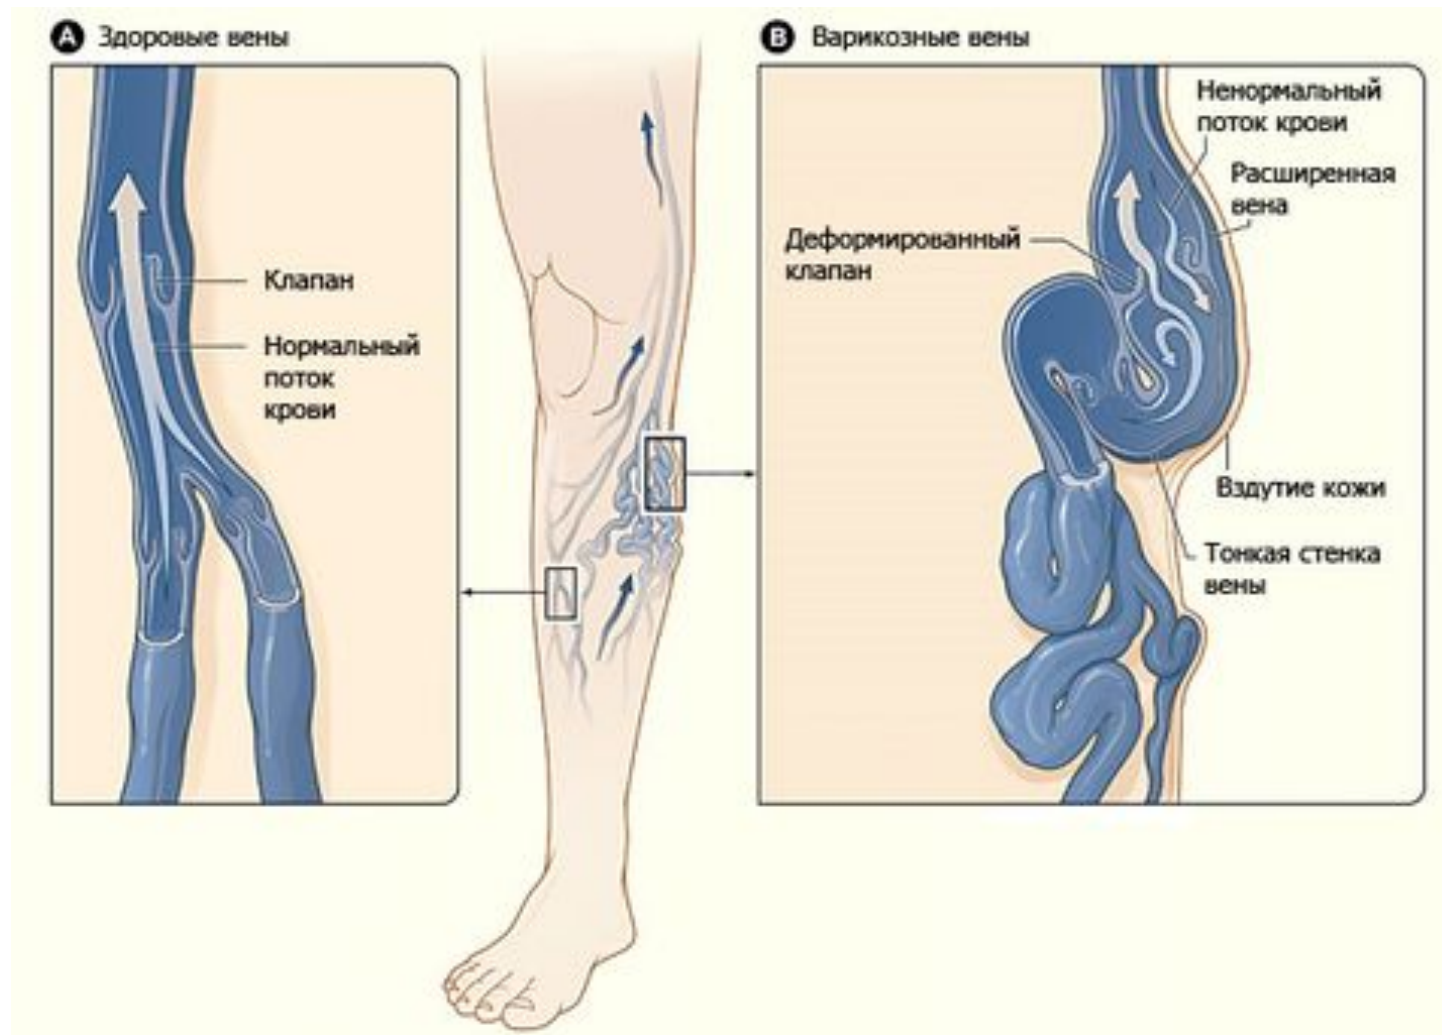 A Здоровые вены
Клапан
Нормальный
поток
крови
B Варикозные вены
Ненормальный
поток крови
Расширенная
вена
Деформированный
клапан
Вздутие кожи
Тонкая стенка
вены